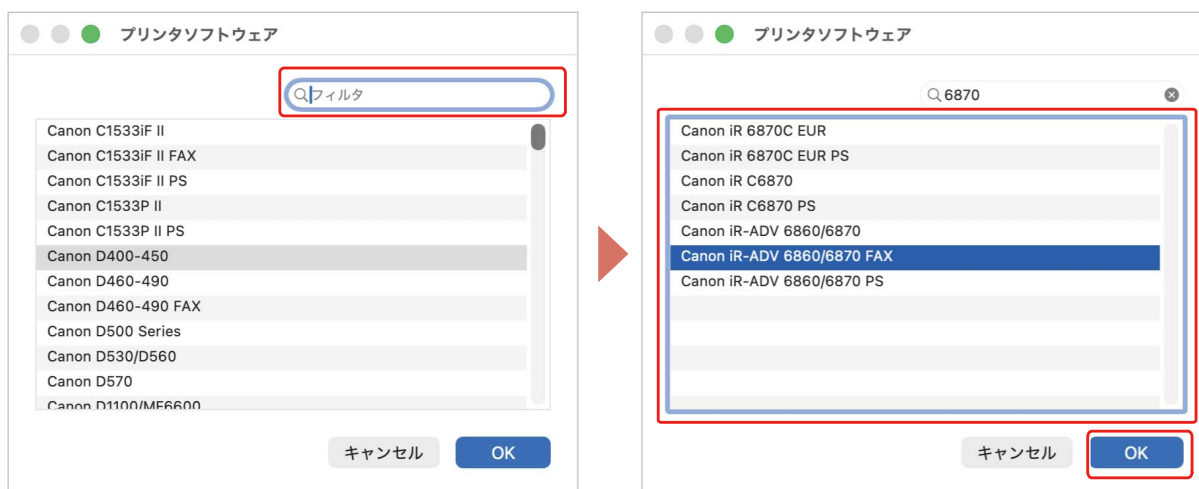 プリンタソフトウェア
フィルタ
Canon C1533iF II
Canon C1533iF II FAX
Canon C1533iF II PS
Canon C1533P II
Canon C1533P II PS
Canon D400-450
Canon D460-490
Canon D460-490 FAX
Canon D500 Series
Canon D530/D560
Canon D570
Canon D1100/MF6600
キャンセル
OK
プリンタソフトウェア
6870
Canon iR 6870C EUR
Canon iR 6870C EUR PS
Canon iR C6870
Canon iR C6870 PS
Canon iR-ADV 6860/6870
Canon iR-ADV 6860/6870 FAX
Canon iR-ADV 6860/6870 PS
キャンセル
OK